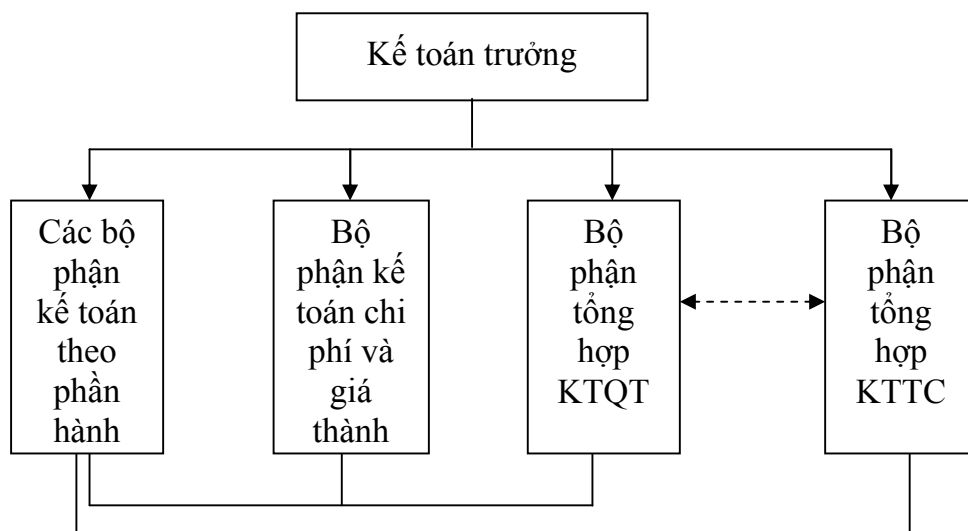 Kế toán trưởng
Các bộ
phận
kế toán
theo
phần
hành
Bộ
phận kế
toán chi
phí và
giá
thành
Bộ
phận
tổng
hợp
KTQT
Bộ
phận
tổng
hợp
KTTC